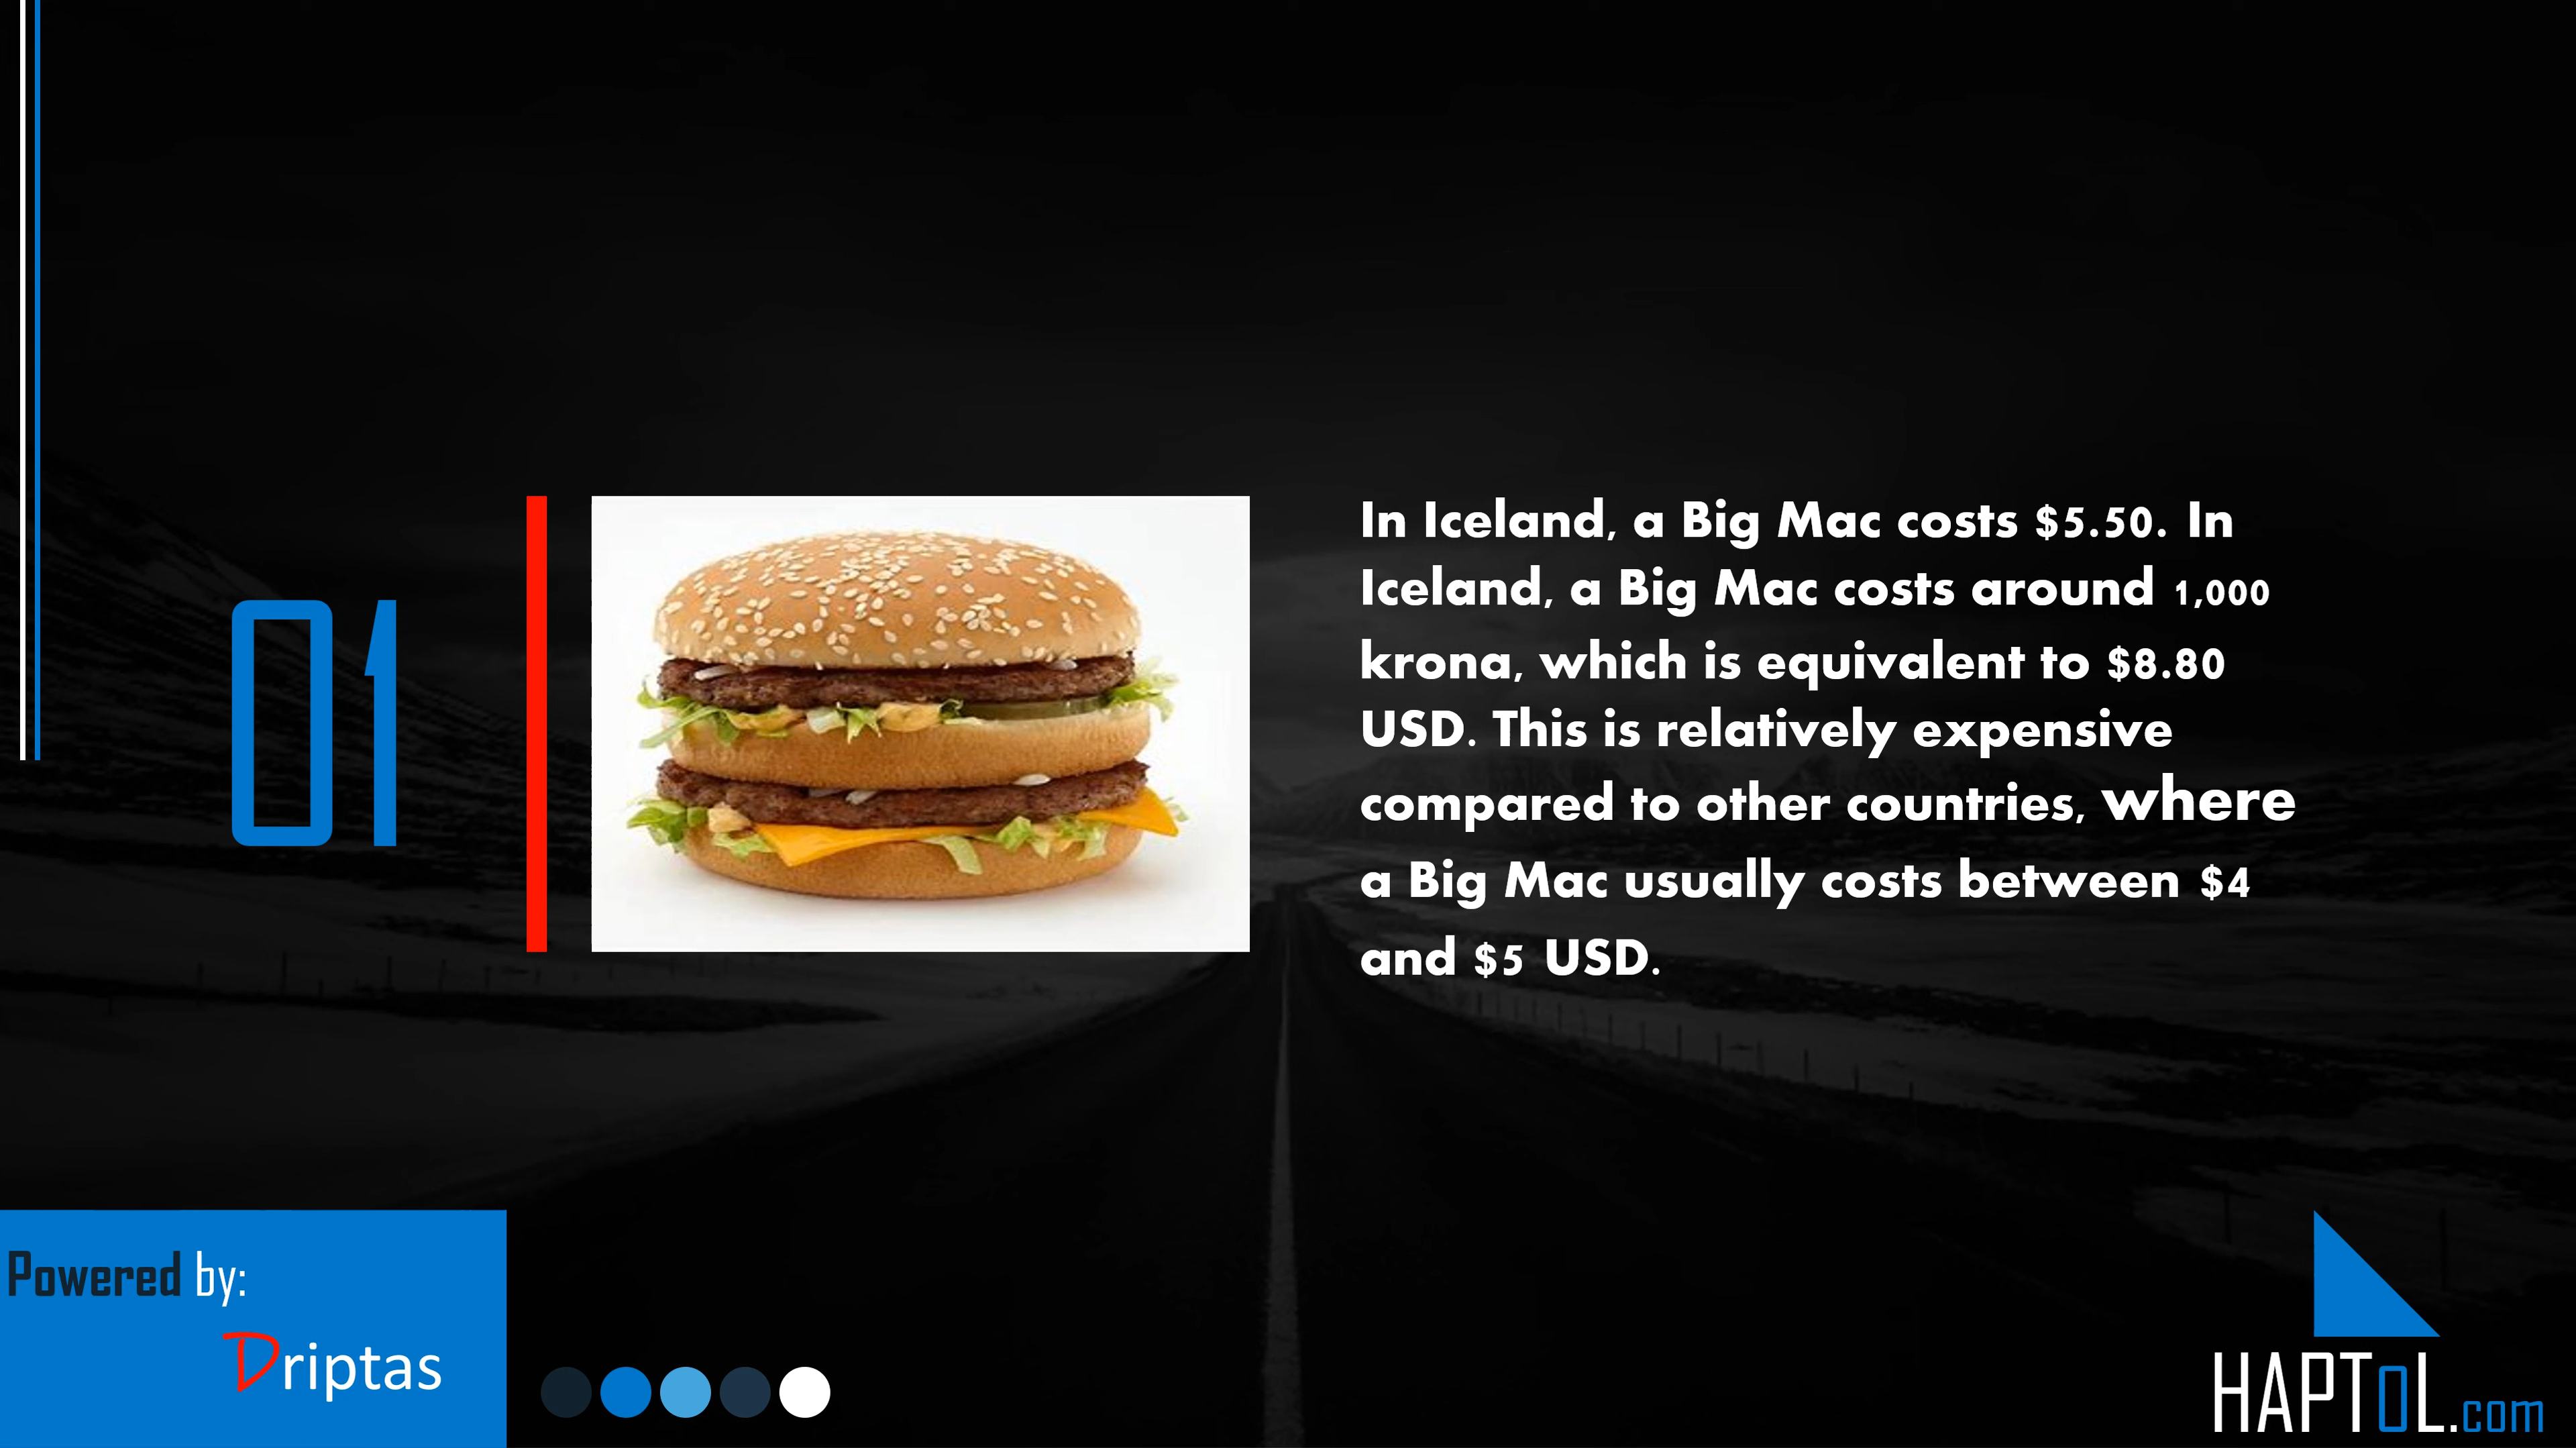 01
In Iceland, a Big Mac costs $5.50. In
Iceland, a Big Mac costs around 1,000
krona, which is equivalent to $8.80
USD. This is relatively expensive
compared to other countries, where
a Big Mac usually costs between $4
and $5 USD.
Powered by:
Driptas
HAPTOL.com